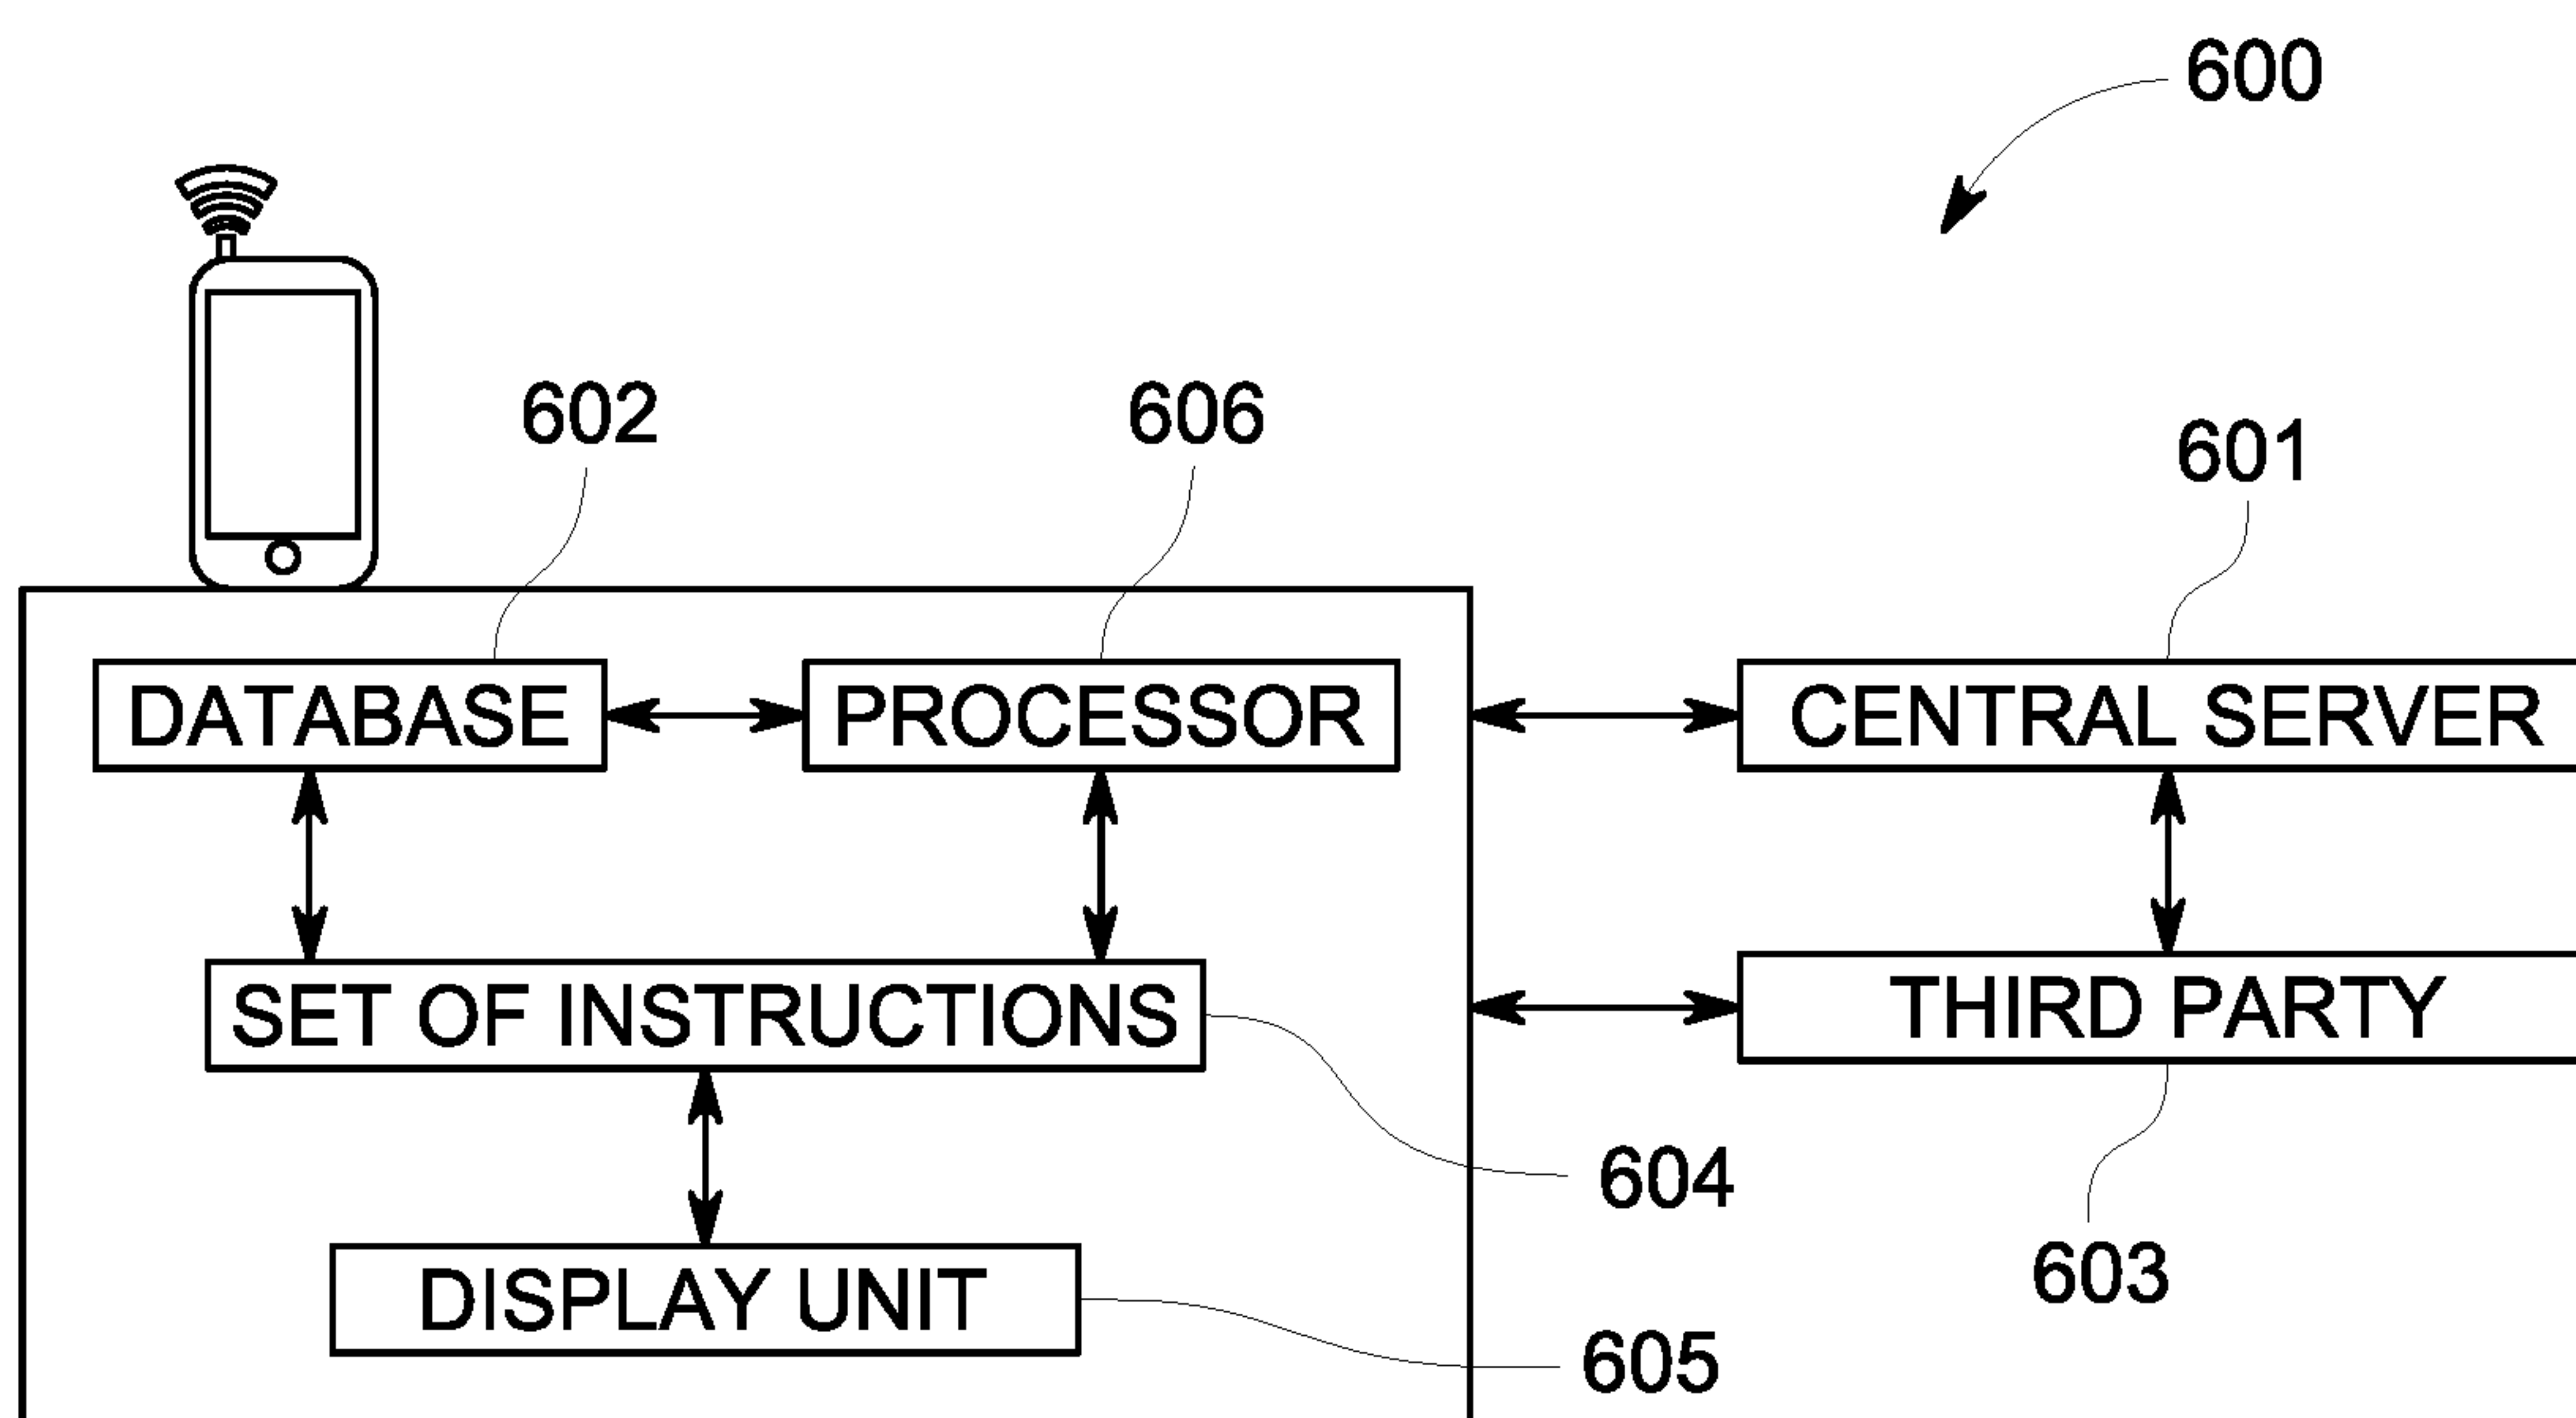 600
602
606
601
DATABASE
PROCESSOR
CENTRAL SERVER
SET OF INSTRUCTIONS
THIRD PARTY
604
603
DISPLAY UNIT
605